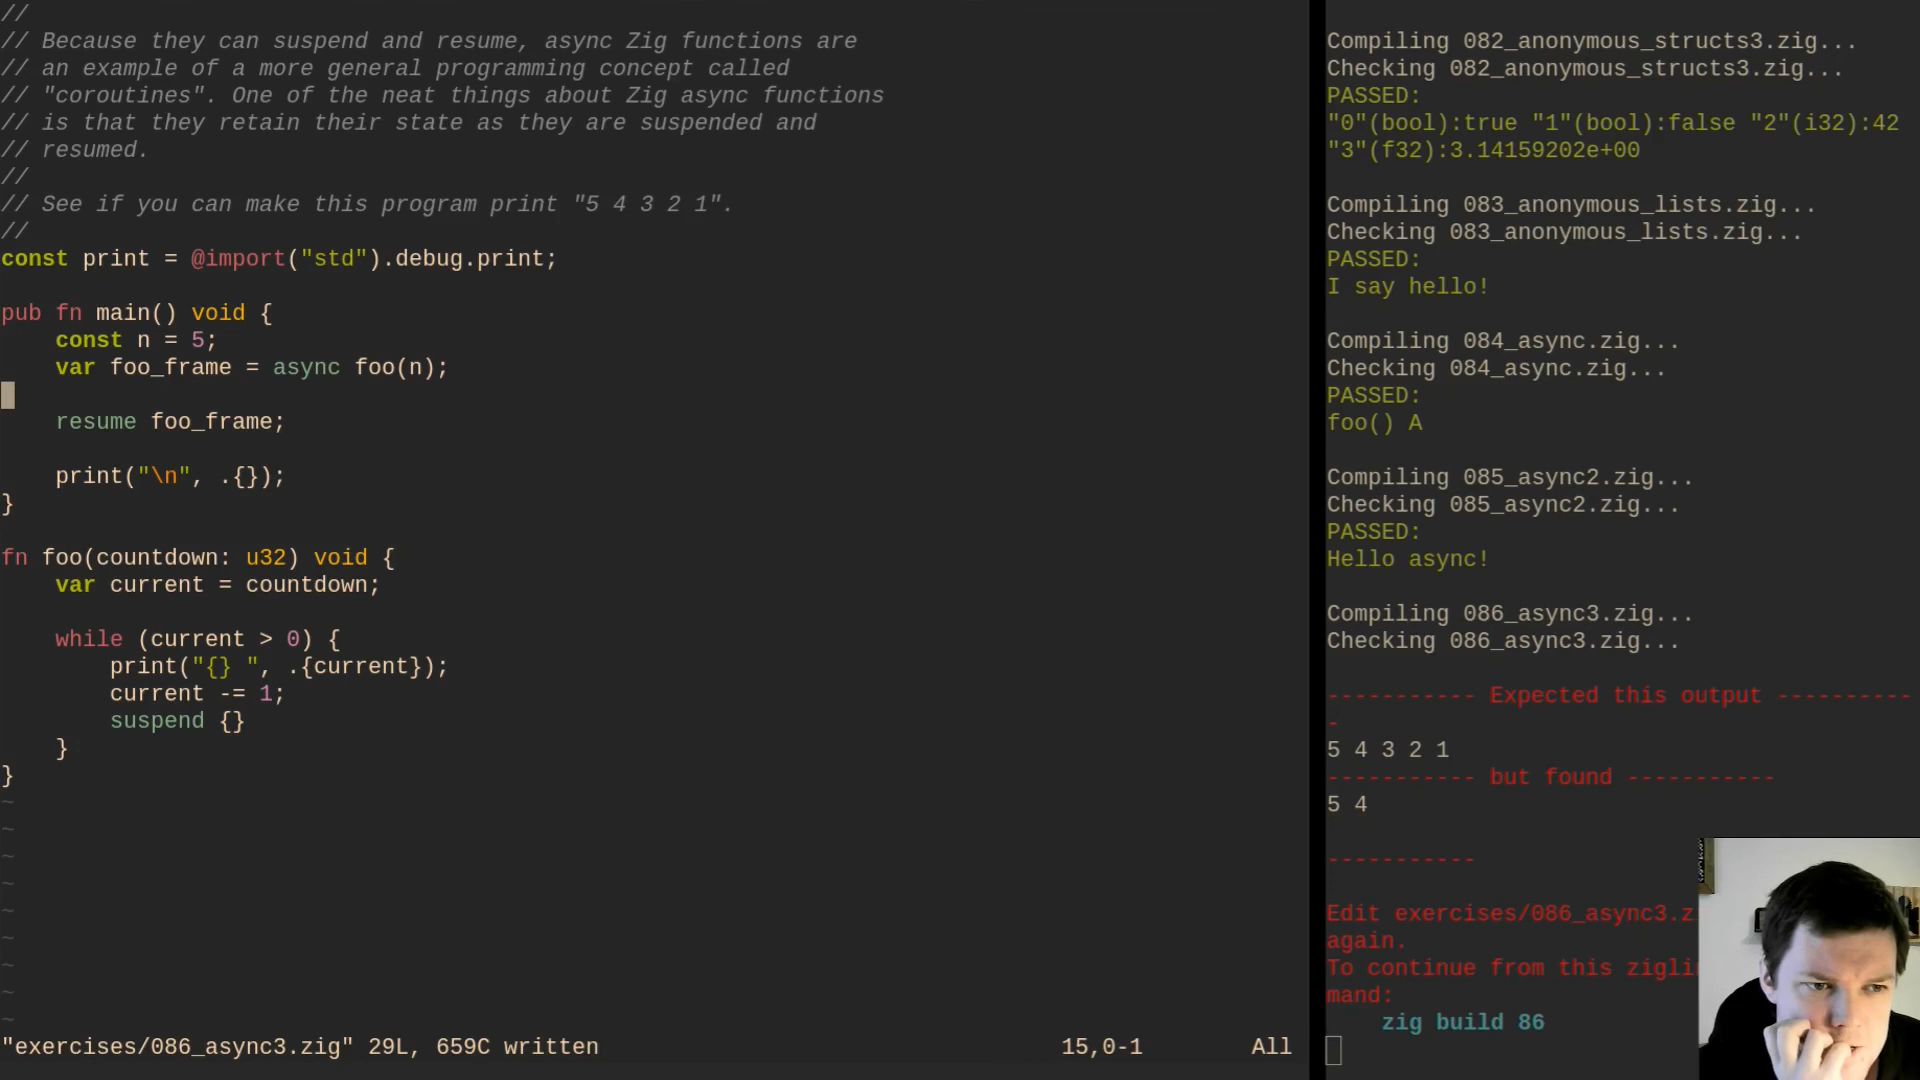 //
// Because they can suspend and resume, async Zig functions are
// an example of a more general programming concept called
// "coroutines". One of the neat things about Zig async functions
// is that they retain their state as they are suspended and
// resumed.
//
// See if you can make this program print "5 4 3 2 1".
//
const print = @import("std").debug.print;
pub fn main() void {
    const n = 5;
    var foo_frame = async foo(n);
    resume foo_frame;
    print("\n", .{});
}
fn foo(countdown: u32) void {
    var current = countdown;
    while (current > 0) {
        print("{} ", .{current});
        current -= 1;
        suspend {}
    }
}
~
~
~
~
~
~
~
~
~
"exercises/086_async3.zig" 29L, 659C written 15,0-1 All
Compiling 082_anonymous_structs3.zig...
Checking 082_anonymous_structs3.zig...
PASSED:
"0"(bool):true "1"(bool):false "2"(i32):42
"3"(f32):3.14159202e+00
Compiling 083_anonymous_lists.zig...
Checking 083_anonymous_lists.zig...
PASSED:
I say hello!
Compiling 084_async.zig...
Checking 084_async.zig...
PASSED:
foo() A
Compiling 085_async2.zig...
Checking 085_async2.zig...
PASSED:
Hello async!
Compiling 086_async3.zig...
Checking 086_async3.zig...
----------- Expected this output ----------
-
5 4 3 2 1
----------- but found -----------
5 4
-----------
Edit exercises/086_async3.z
again.
To continue from this zigli
mand:
    zig build 86